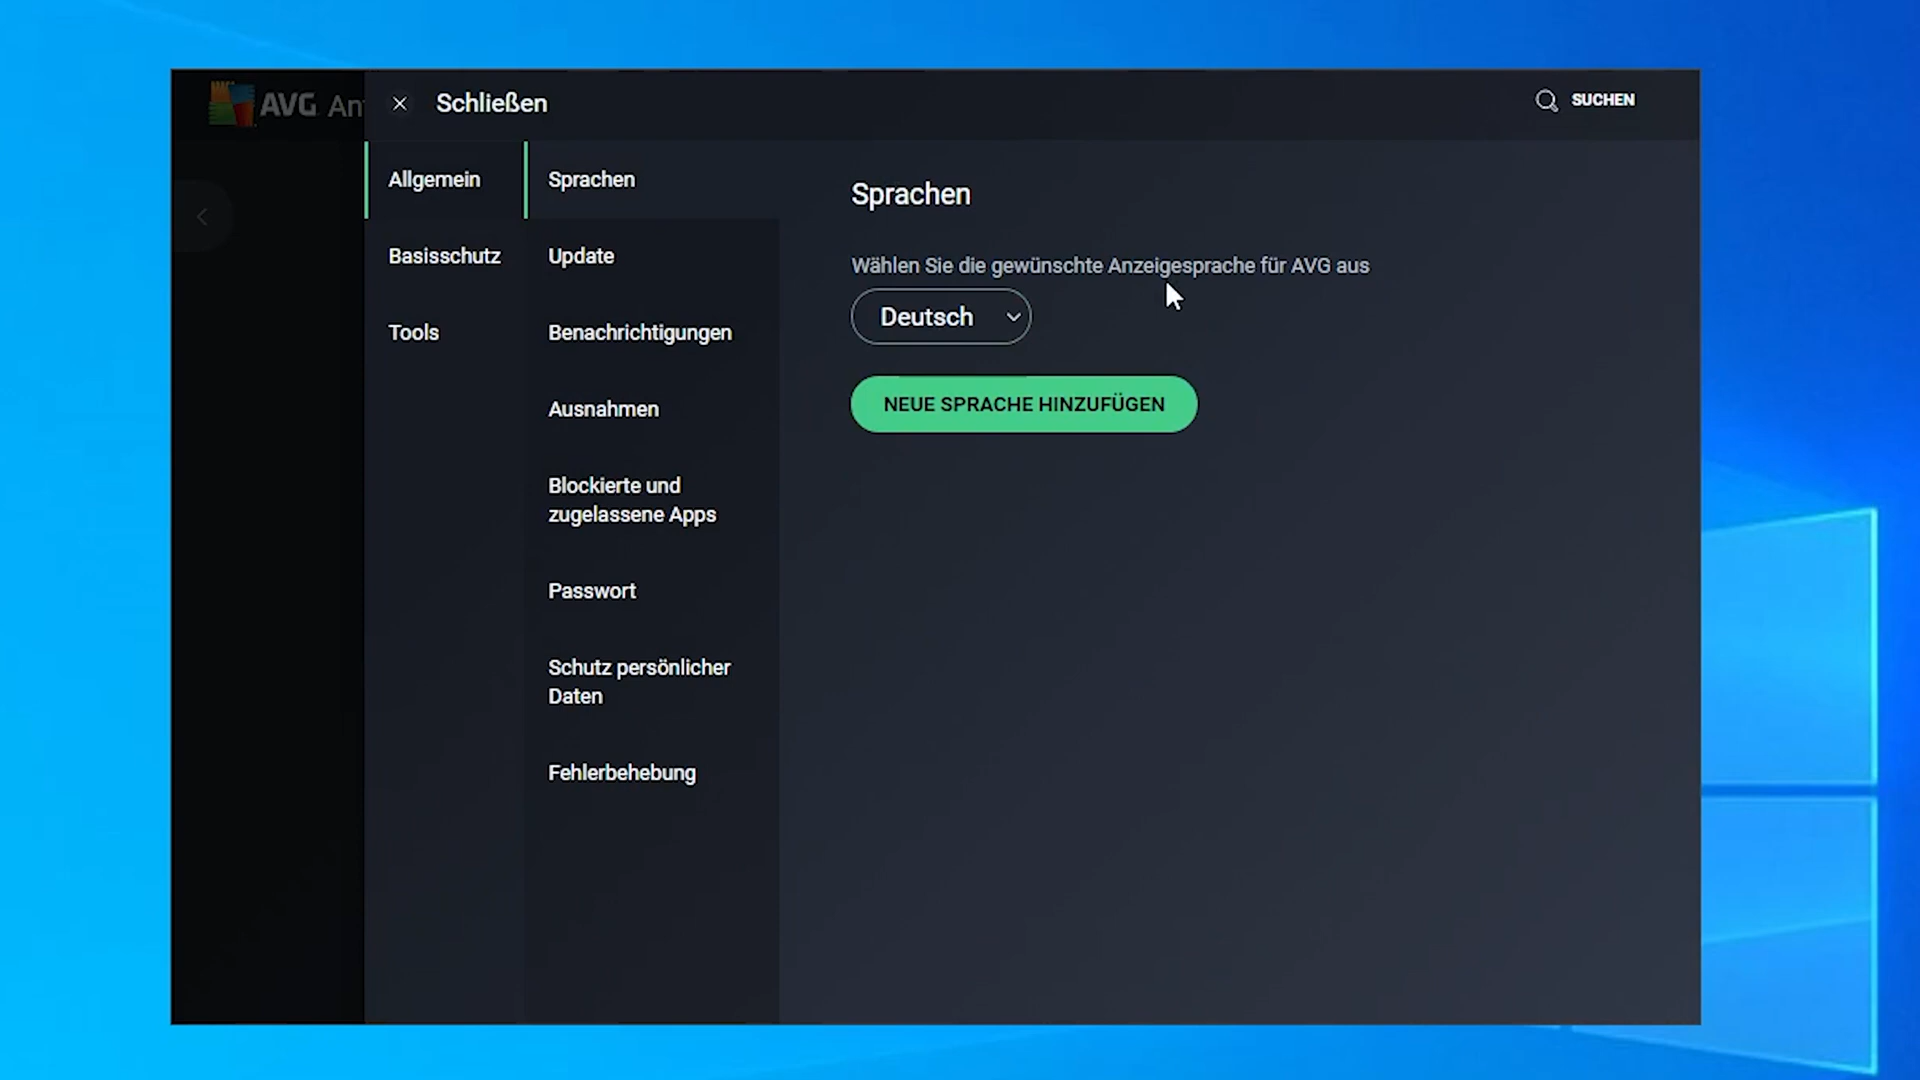 AVG An
Schließen
SUCHEN
Allgemein
Basisschutz
Tools
Sprachen
Update
Benachrichtigungen
Ausnahmen
Blockierte und
zugelassene Apps
Passwort
Schutz persönlicher
Daten
Fehlerbehebung
Sprachen
Wählen Sie die gewünschte Anzeigesprache für AVG aus
Deutsch
NEUE SPRACHE HINZUFÜGEN